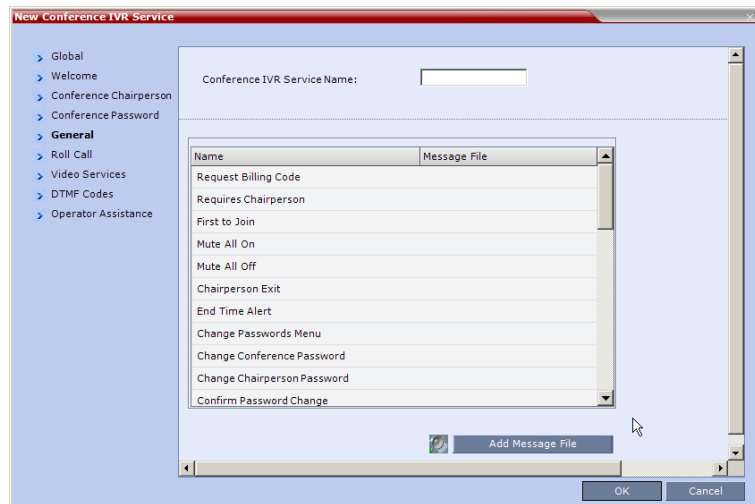 New Conference IVR Service
Global
Welcome
Conference Chairperson
Conference Password
General
Roll Call
Video Services
DTMF Codes
Operator Assistance
Conference IVR Service Name:
Name Message File
Request Billing Code
Requires Chairperson
First to Join
Mute All On
Mute All Off
Chairperson Exit
End Time Alert
Change Passwords Menu
Change Conference Password
Change Chairperson Password
Confirm Password Change
Add Message File
OK Cancel